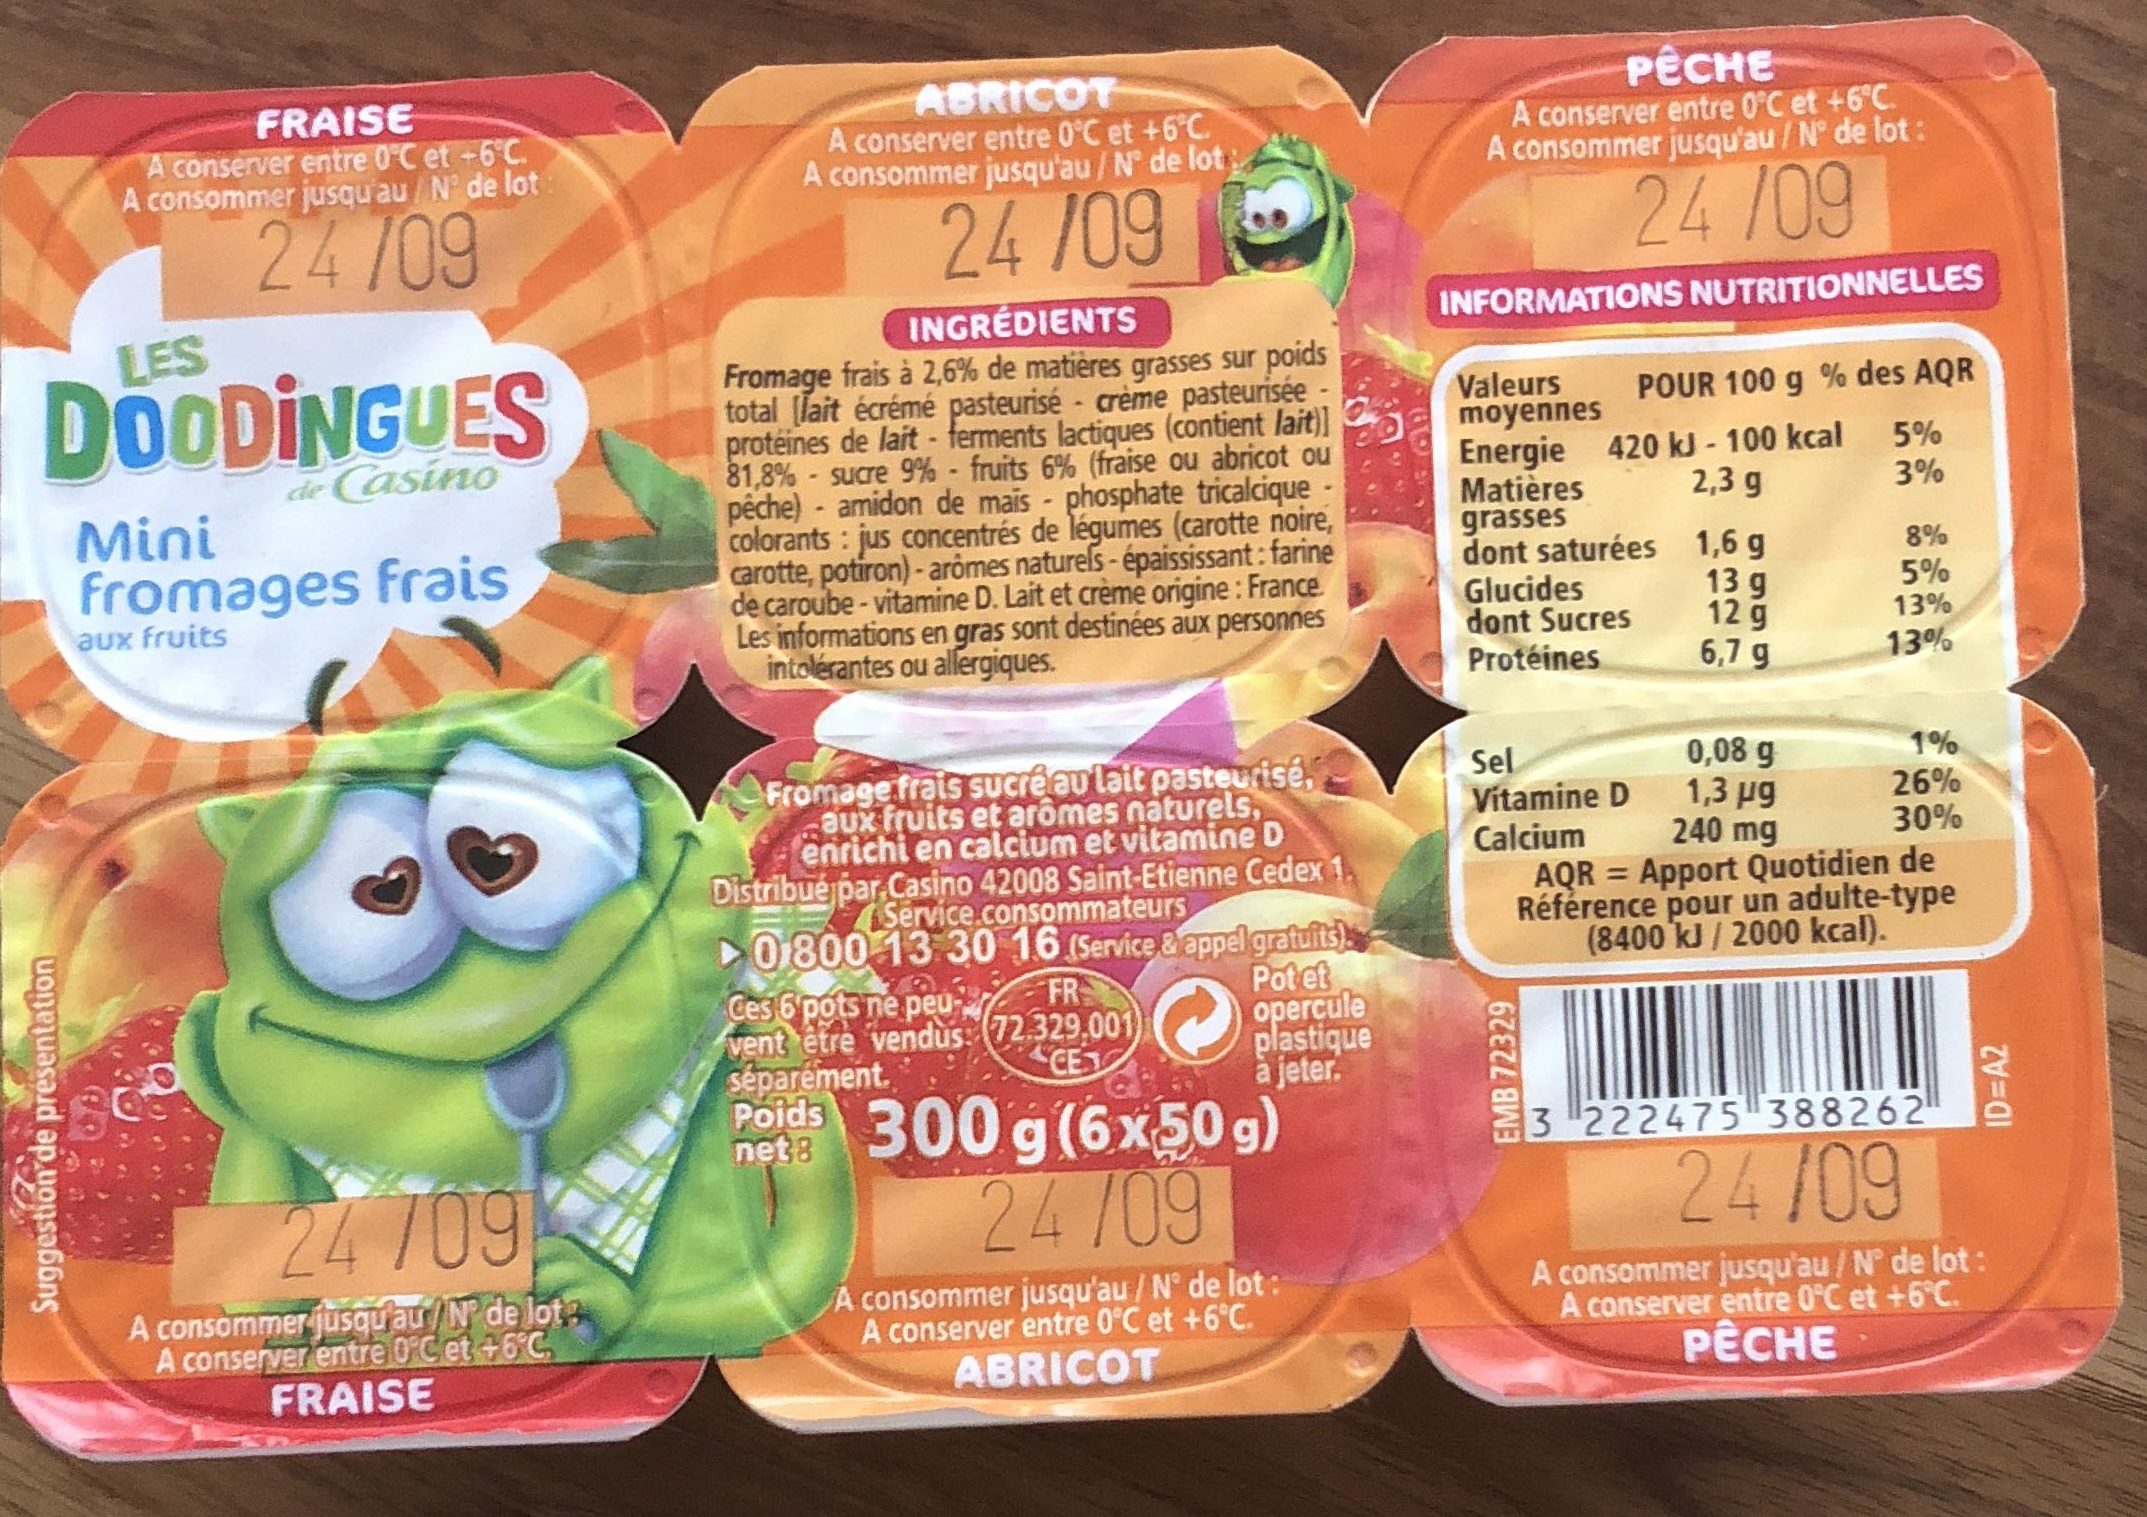 FRAISE
A conserver entre 0°C et +6°C.
A consommer jusqu'au / N° de lot :
24 /09
LES
DOODiNGUES
de Casino
Mini
fromages frais
aux fruits
ABRICOT
A conserver entre 0°C et +6°C.
A consommer jusqu'au / N° de lot :
24 /09
INGRÉDIENTS
Fromage frais à 2,6% de matières grasses sur poids
total [lait écrémé pasteurisé - crème pasteurisée -
protéines de lait - ferments lactiques (contient lait)]
81,8% - sucre 9% - fruits 6% (fraise ou abricot ou
pêche) - amidon de maïs - phosphate tricalcique -
colorants : jus concentrés de légumes (carotte noire,
carotte, potiron) - arômes naturels - épaississant : farine
de caroube - vitamine D. Lait et crème origine : France.
Les informations en gras sont destinées aux personnes
intolérantes ou allergiques.
PÊCHE
A conserver entre 0°C et +6°C.
A consommer jusqu'au / N° de lot :
24 /09
INFORMATIONS NUTRITIONNELLES
Valeurs moyennes POUR 100 g % des AQR
Energie 420 kJ - 100 kcal 5%
Matières grasses 2,3 g 3%
dont saturées 1,6 g 8%
Glucides 13 g 5%
dont Sucres 12 g 13%
Protéines 6,7 g 13%
Sel 0,08 g 1%
Vitamine D 1,3 µg 26%
Calcium 240 mg 30%
AQR = Apport Quotidien de
Référence pour un adulte-type
(8400 kJ / 2000 kcal).
Suggestion de présentation
24 /09
A consommer jusqu'au / N° de lot :
A conserver entre 0°C et +6°C.
FRAISE
Fromage frais sucré au lait pasteurisé,
aux fruits et arômes naturels,
enrichi en calcium et vitamine D
Distribué par Casino 42008 Saint-Etienne Cedex 1.
Service consommateurs
0 800 13 30 16 (Service & appel gratuits)
Ces 6 pots ne peu-
vent être vendus
séparément.
FR
72.329.001
CE
Pot et
opercule
plastique
à jeter.
Poids
net :
300 g (6 x 50 g)
24 /09
A consommer jusqu'au / N° de lot :
A conserver entre 0°C et +6°C.
ABRICOT
EMB 72329
3 222475 388262
ID=A2
24 /09
A consommer jusqu'au / N° de lot :
A conserver entre 0°C et +6°C.
PÊCHE